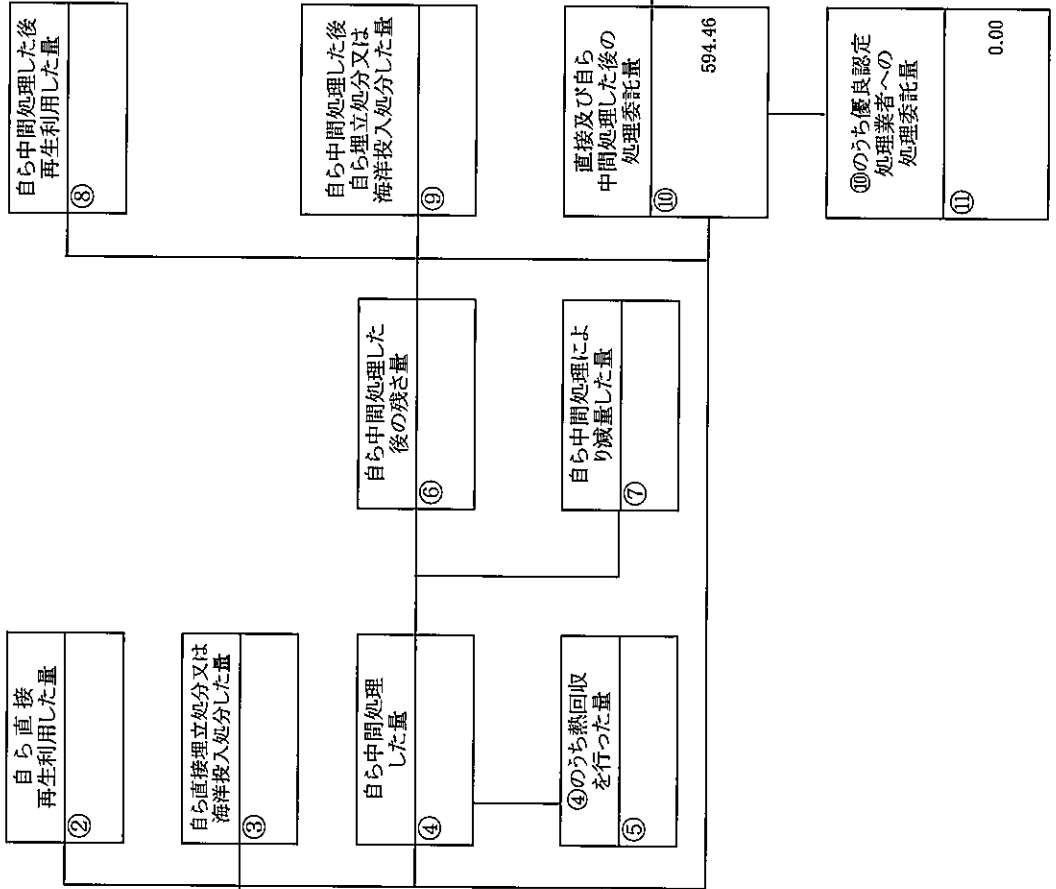 自ら直接
再生利用した量
②
自ら直接埋立処分又は
海洋投入処分した量
③
自ら中間処理
した量
④
④のうち熱回収
を行った量
⑤
自ら中間処理した
後の残さ量
⑥
自ら中間処理によ
り減量した量
⑦
自ら中間処理した後
再生利用した量
⑧
自ら中間処理した後
自ら埋立処分又は
海洋投入処分した量
⑨
直接及び自ら
中間処理した後の
処理委託量
⑩
594.46
⑩のうち優良認定
処理業者への
処理委託量
⑪
0.00